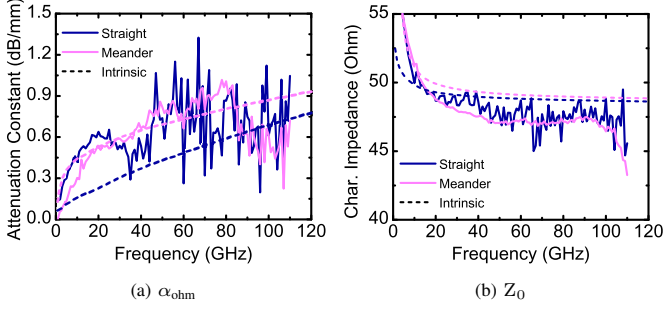 Attenuation Constant (dB/mm)
1.5
1.2
0.9
0.6
0.3
0.0
Straight
Meander
Intrinsic
0 20 40 60 80 100 120
Frequency (GHz)
(a) α_ohm
Char. Impedance (Ohm)
55
50
45
40
Straight
Meander
Intrinsic
0 20 40 60 80 100 120
Frequency (GHz)
(b) Z_0